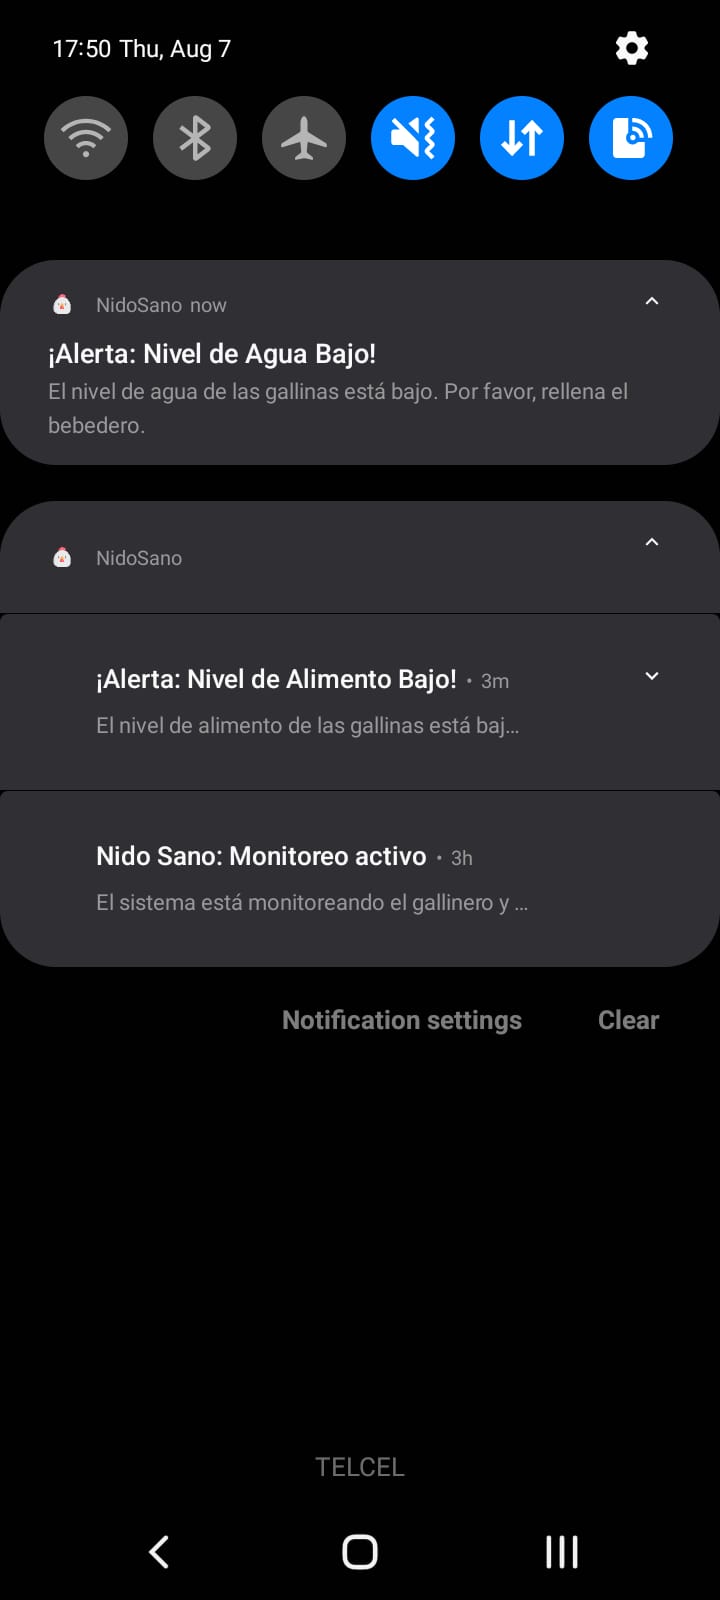 17:50 Thu, Aug 7
NidoSano now
¡Alerta: Nivel de Agua Bajo!
El nivel de agua de las gallinas está bajo. Por favor, rellena el
bebedero.
NidoSano
¡Alerta: Nivel de Alimento Bajo! • 3m
El nivel de alimento de las gallinas está baj...
Nido Sano: Monitoreo activo • 3h
El sistema está monitoreando el gallinero y ...
Notification settings Clear
TELCEL